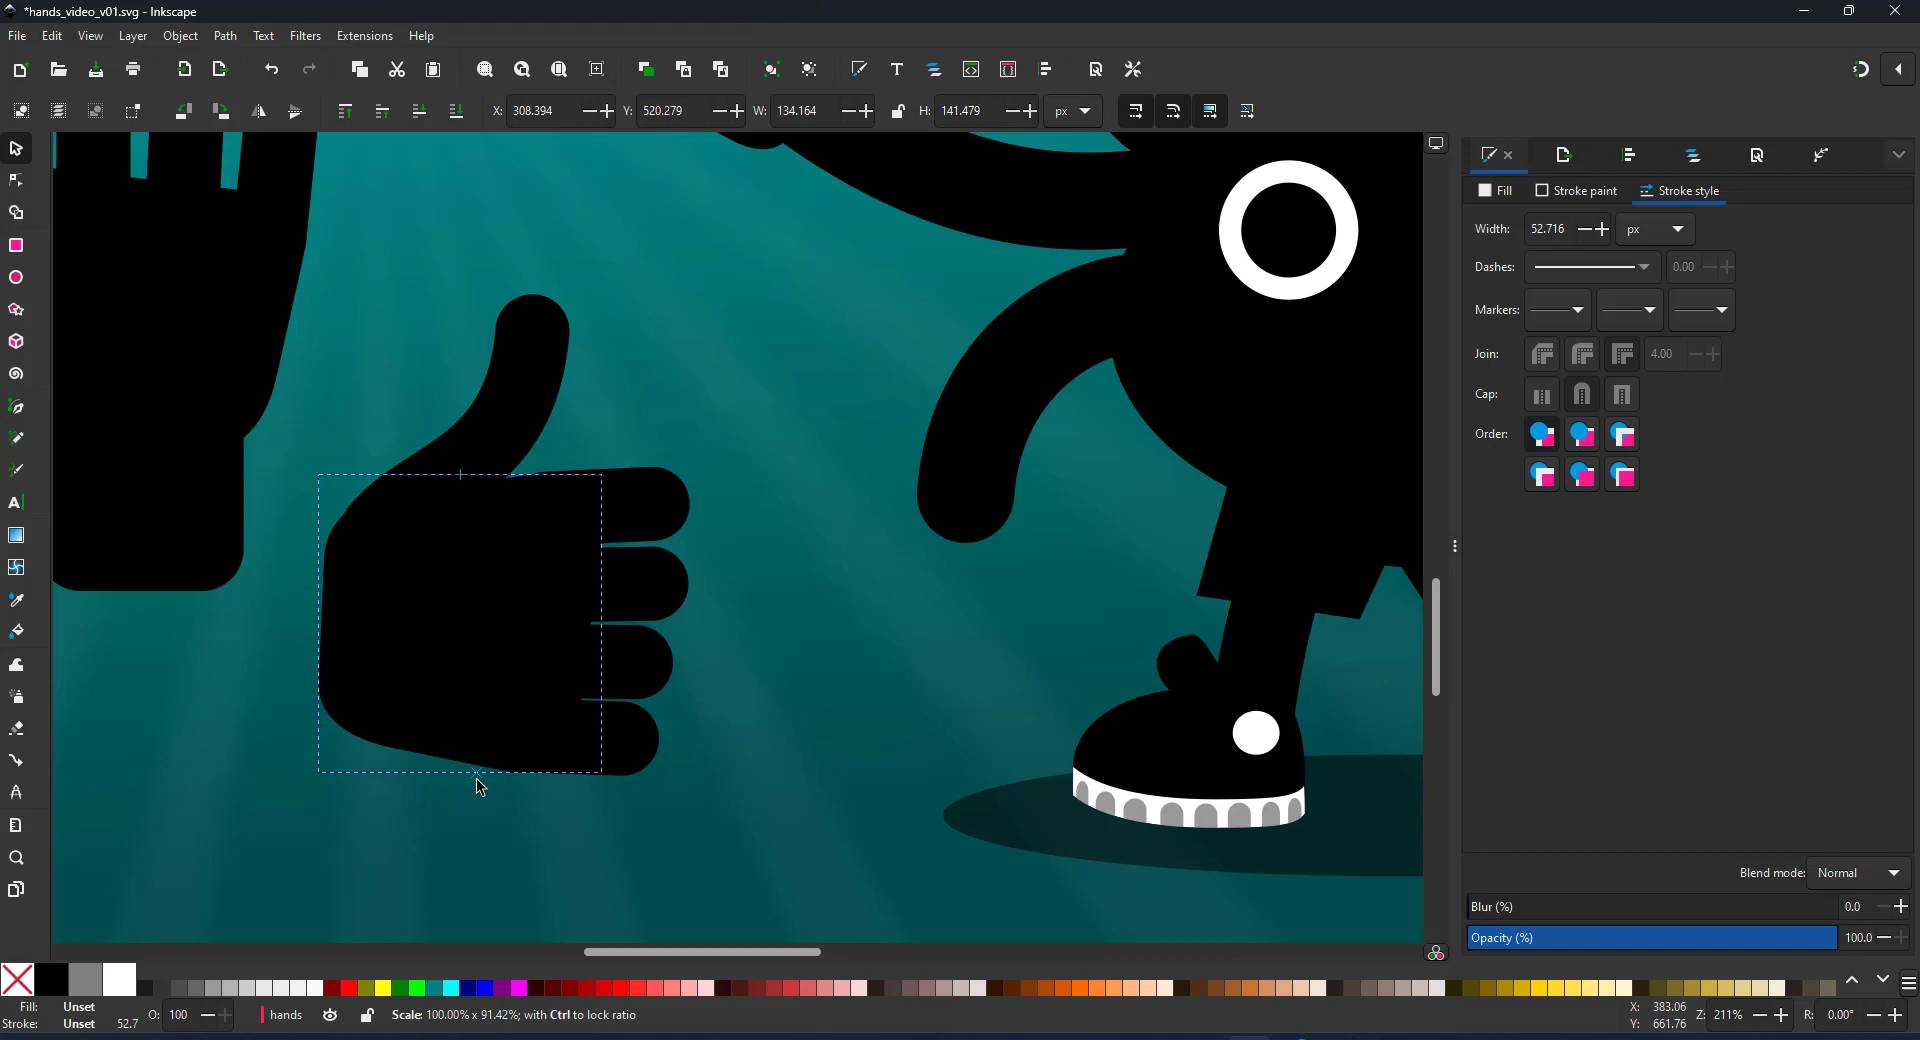 *hands_video_v01.svg - Inkscape
File Edit View Layer Object Path Text Filters Extensions Help
X: 308.394 Y: 520.279 W: 134.164 H: 141.479 px
Fill Stroke paint Stroke style
Width: 52.716 px
Dashes: 0.00
Markers:
Join: 4.00
Cap:
Order:
Blend mode: Normal
Blur (%) 0.0
Opacity (%) 100.0
Fill: Unset
Stroke: Unset 52.7
O: 100
hands
Scale: 100.00% x 91.42%; with Ctrl to lock ratio
X: 383.06
Y: 661.76
Z: 211%
R: 0.00°